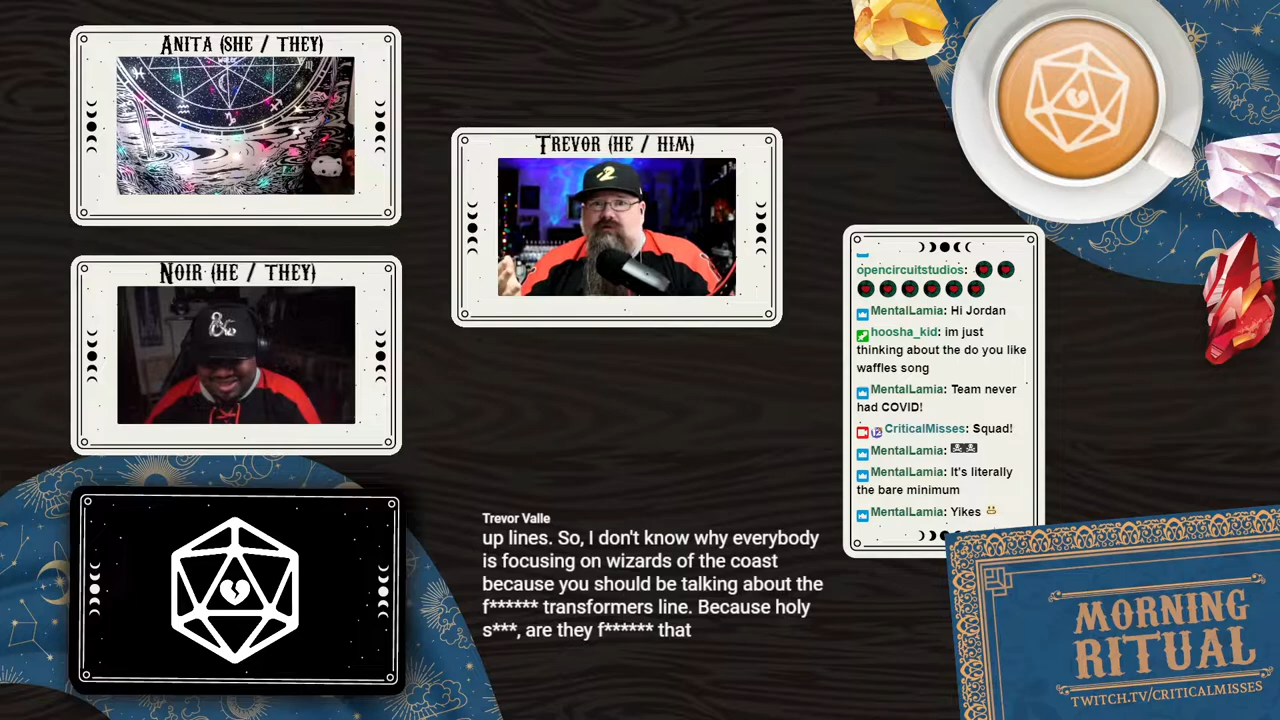 Anita (she / they)
Trevor (he / him)
Noir (he / they)
opencircuitstudios:
MentalLamia: Hi Jordan
hoosha_kid: im just
thinking about the do you like
waffles song
MentalLamia: Team never
had COVID!
CriticalMisses: Squad!
MentalLamia:
MentalLamia: It's literally
the bare minimum
MentalLamia: Yikes
Trevor Valle
up lines. So, I don't know why everybody
is focusing on wizards of the coast
because you should be talking about the
f****** transformers line. Because holy
s***, are they f****** that
Morning
Ritual
twitch.tv/criticalmisses